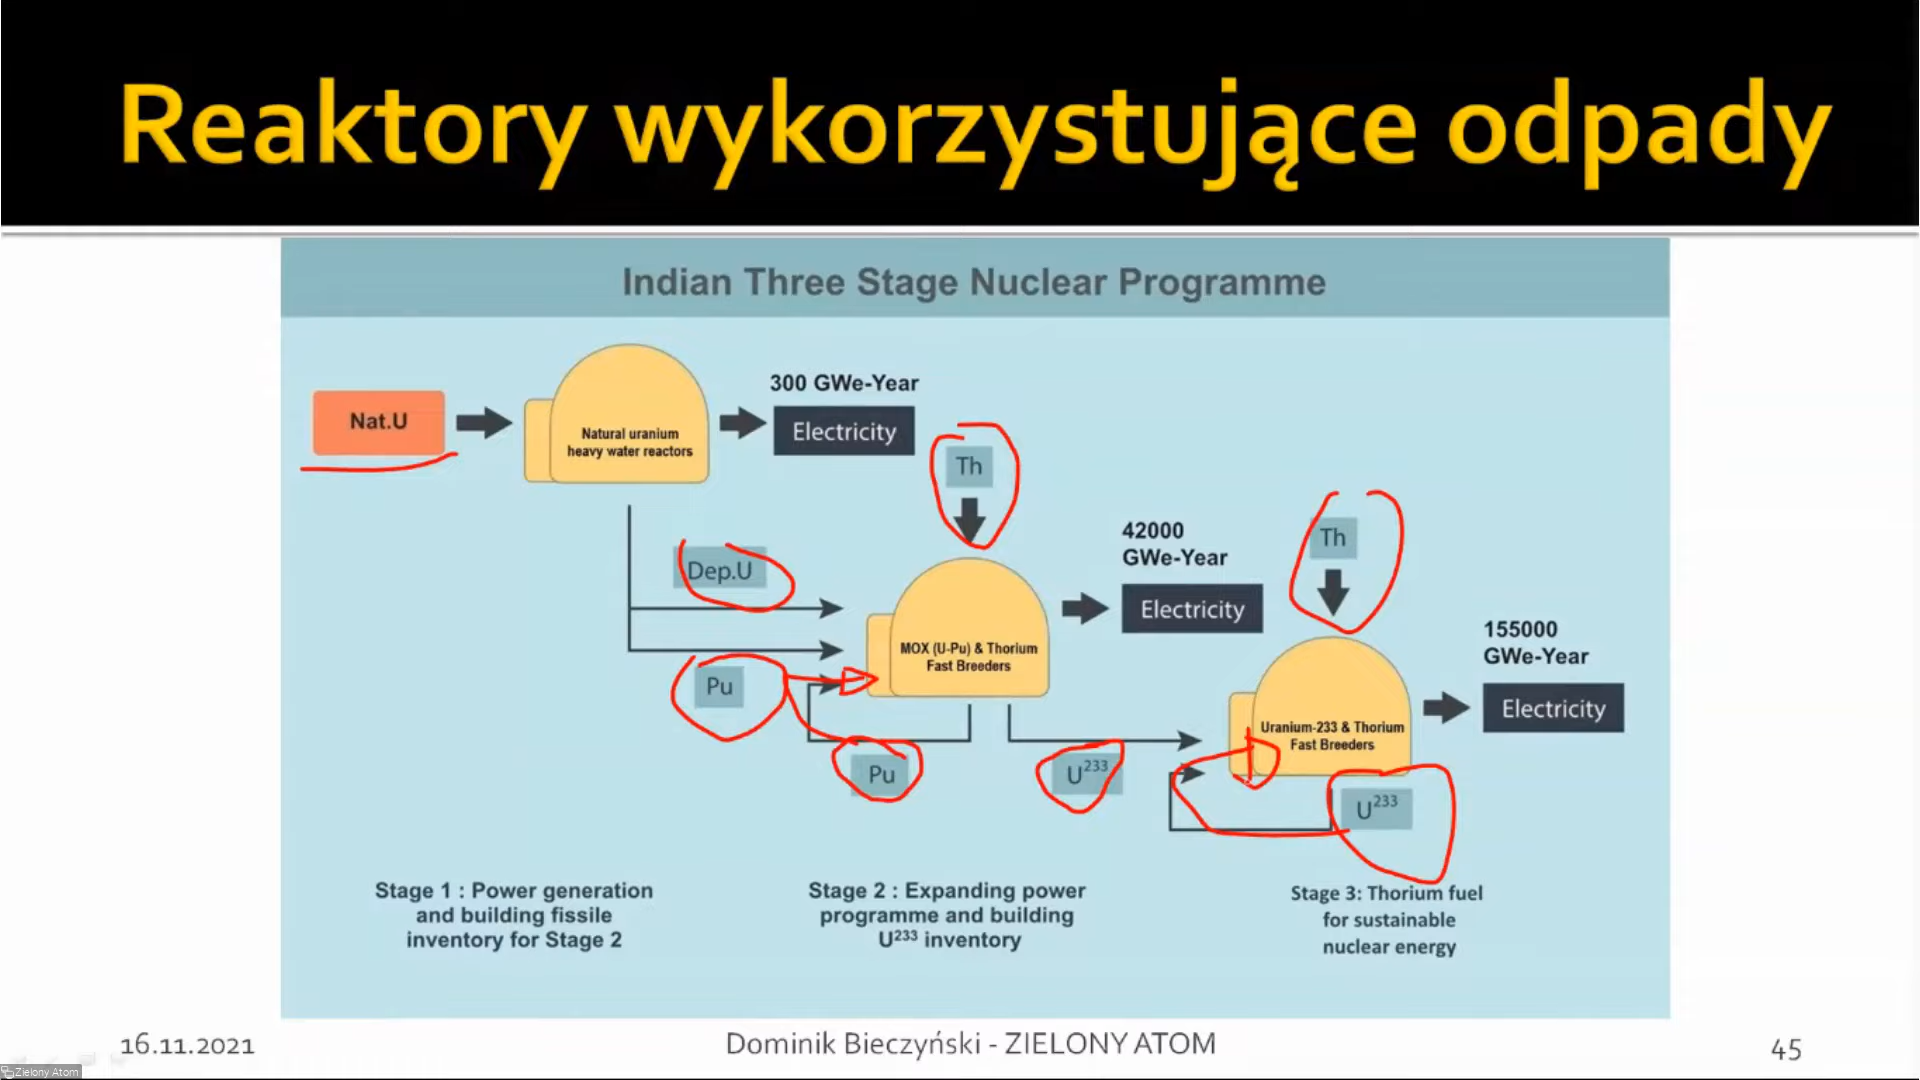 Reaktory wykorzystujące odpady
Indian Three Stage Nuclear Programme
Nat.U
Natural uranium
heavy water reactors
300 GWe-Year
Electricity
Th
Dep.U
Pu
MOX (U-Pu) & Thorium
Fast Breeders
42000
GWe-Year
Electricity
Pu
U²³³
Th
Uranium-233 & Thorium
Fast Breeders
155000
GWe-Year
Electricity
U²³³
Stage 1 : Power generation
and building fissile
inventory for Stage 2
Stage 2 : Expanding power
programme and building
U²³³ inventory
Stage 3: Thorium fuel
for sustainable
nuclear energy
16.11.2021
Dominik Bieczyński - ZIELONY ATOM
45
Zielony Atom